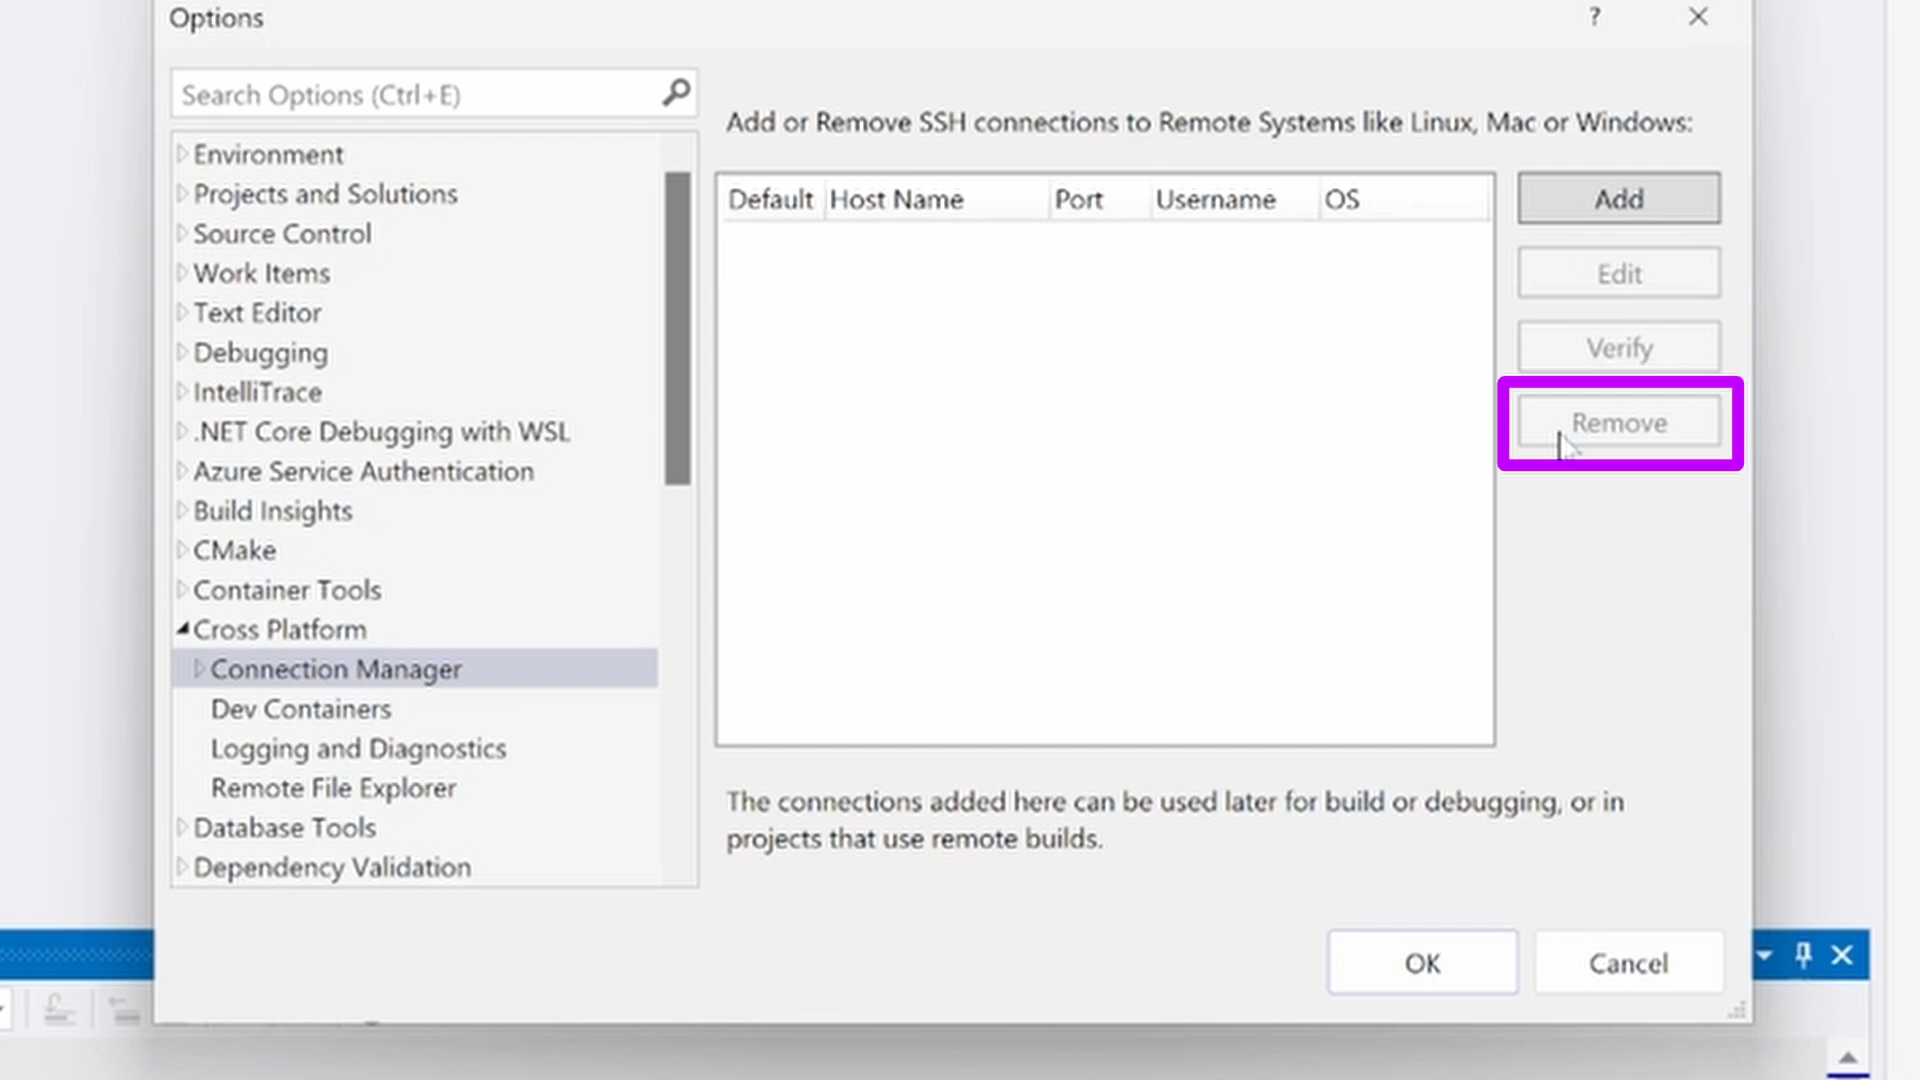 Options
?
Search Options (Ctrl+E)
Environment
Projects and Solutions
Source Control
Work Items
Text Editor
Debugging
IntelliTrace
.NET Core Debugging with WSL
Azure Service Authentication
Build Insights
CMake
Container Tools
Cross Platform
Connection Manager
Dev Containers
Logging and Diagnostics
Remote File Explorer
Database Tools
Dependency Validation
Add or Remove SSH connections to Remote Systems like Linux, Mac or Windows:
Default Host Name Port Username OS
Add
Edit
Verify
Remove
The connections added here can be used later for build or debugging, or in
projects that use remote builds.
OK
Cancel